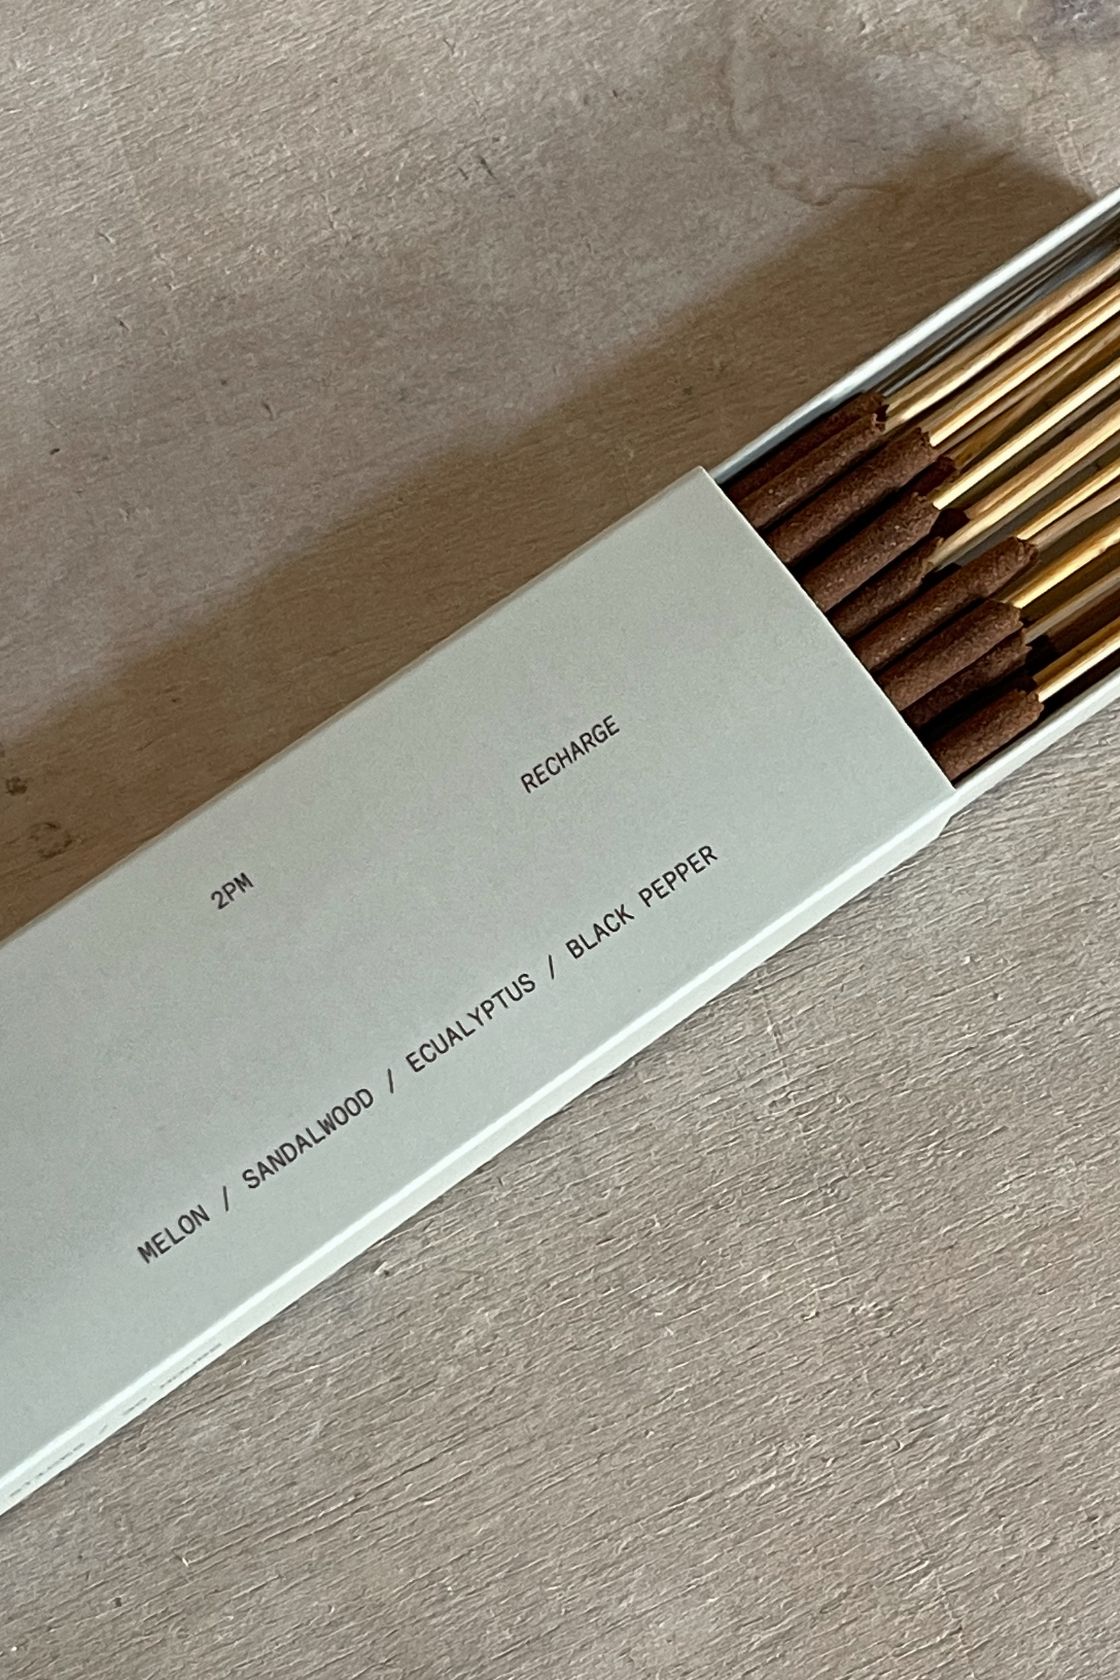 2PM RECHARGE
MELON / SANDALWOOD / ECUALYPTUS / BLACK PEPPER